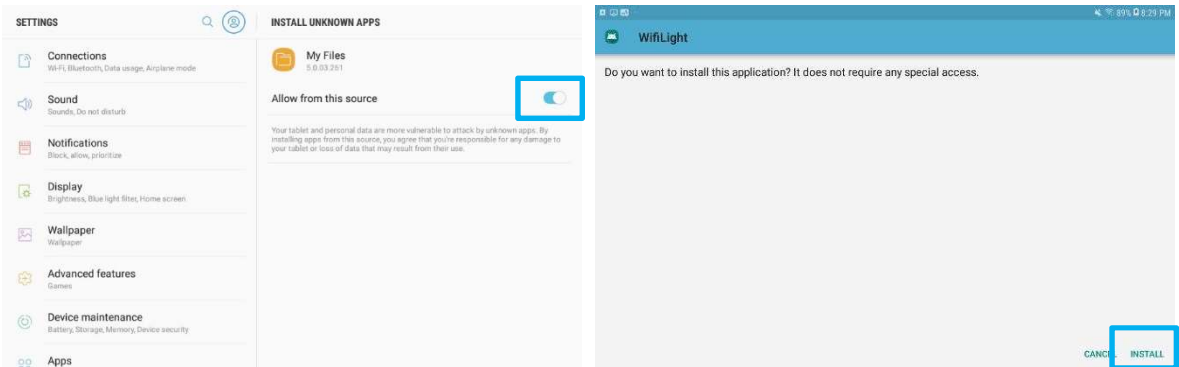 SETTINGS
Connections
Wi-Fi, Bluetooth, Data usage, Airplane mode
Sound
Sounds, Do not disturb
Notifications
Block, allow, prioritize
Display
Brightness, Blue light filter, Home screen
Wallpaper
Wallpaper
Advanced features
Games
Device maintenance
Battery, Storage, Memory, Device security
Apps
INSTALL UNKNOWN APPS
My Files
5.0.03.251
Allow from this source
Your tablet and personal data are more vulnerable to attack by unknown apps. By
installing apps from this source, you agree that you're responsible for any damage to
your tablet or loss of data that may result from their use.
89% 8:29 PM
WifiLight
Do you want to install this application? It does not require any special access.
CANCEL INSTALL